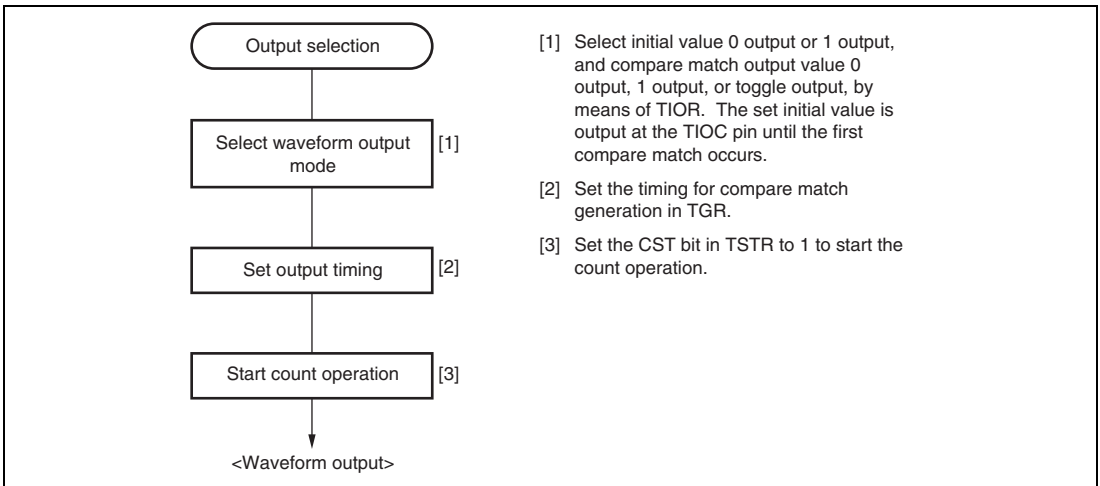 Output selection
Select waveform output
mode
[1]
Set output timing
[2]
Start count operation
[3]
<Waveform output>
[1] Select initial value 0 output or 1 output,
and compare match output value 0
output, 1 output, or toggle output, by
means of TIOR. The set initial value is
output at the TIOC pin until the first
compare match occurs.
[2] Set the timing for compare match
generation in TGR.
[3] Set the CST bit in TSTR to 1 to start the
count operation.